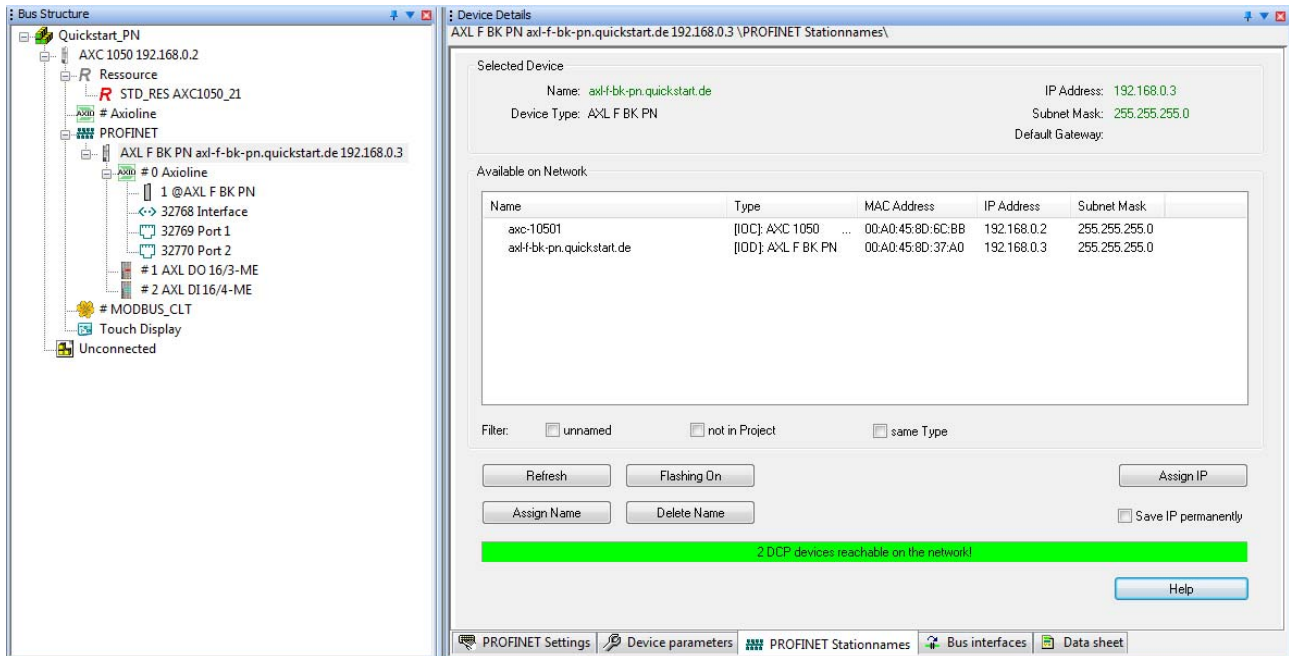 Bus Structure
Quickstart_PN
AXC 1050 192.168.0.2
R Ressource
R STD_RES AXC1050_21
AXIO # Axioline
PROFINET
AXL F BK PN axl-f-bk-pn.quickstart.de 192.168.0.3
AXIO # 0 Axioline
1 @AXL F BK PN
32768 Interface
32769 Port 1
32770 Port 2
# 1 AXL DO 16/3-ME
# 2 AXL DI 16/4-ME
# MODBUS_CLT
Touch Display
Unconnected
Device Details
AXL F BK PN axl-f-bk-pn.quickstart.de 192.168.0.3 \PROFINET Stationnames\
Selected Device
Name: axl-f-bk-pn.quickstart.de IP Address: 192.168.0.3
Device Type: AXL F BK PN Subnet Mask: 255.255.255.0
Default Gateway:
Available on Network
Name Type MAC Address IP Address Subnet Mask
axc-10501 [IOC]: AXC 1050 ... 00:A0:45:8D:6C:BB 192.168.0.2 255.255.255.0
axl-f-bk-pn.quickstart.de [IOD]: AXL F BK PN 00:A0:45:8D:37:A0 192.168.0.3 255.255.255.0
Filter: unnamed not in Project same Type
Refresh Flashing On Assign IP
Assign Name Delete Name Save IP permanently
2 DCP devices reachable on the network!
Help
PROFINET Settings Device parameters PROFINET Stationnames Bus interfaces Data sheet